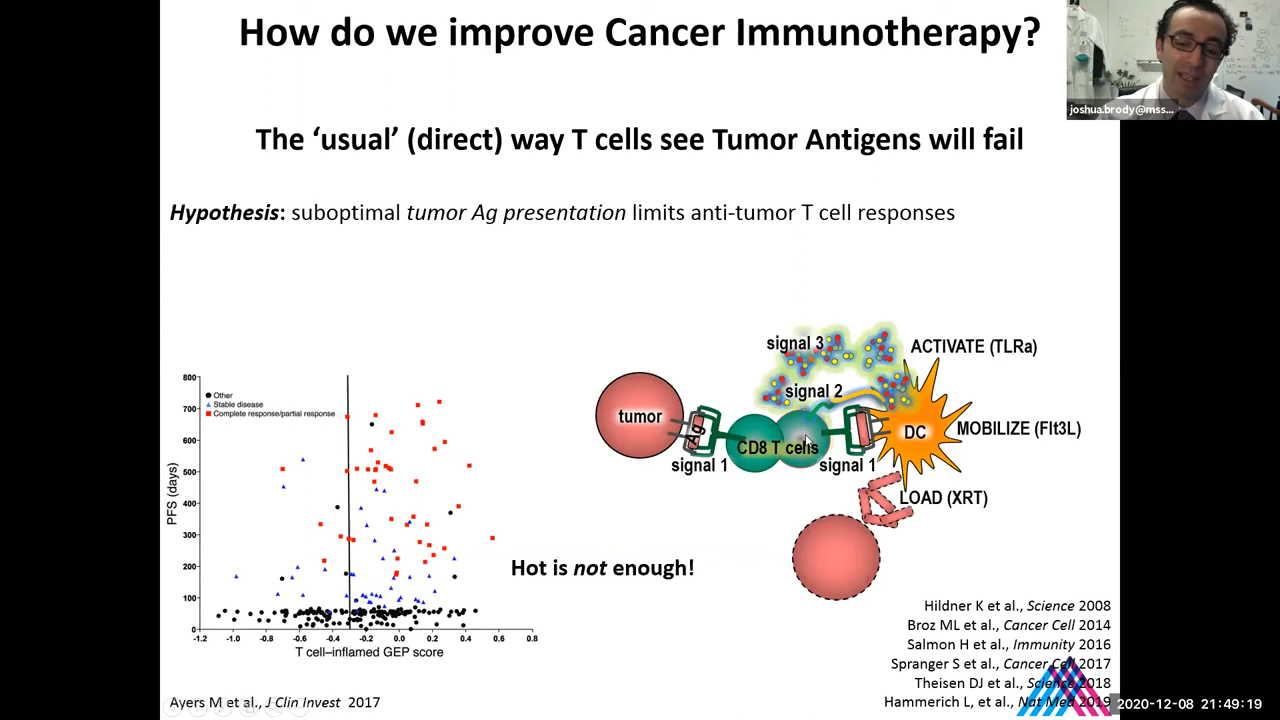 How do we improve Cancer Immunotherapy?
joshua.brody@mss...
The ‘usual’ (direct) way T cells see Tumor Antigens will fail
Hypothesis: suboptimal tumor Ag presentation limits anti-tumor T cell responses
signal 3
ACTIVATE (TLRa)
signal 2
tumor
Ag
CD8 T cells
DC
MOBILIZE (Flt3L)
signal 1
signal 1
LOAD (XRT)
800
700
600
500
400
300
200
100
0
PFS (days)
Other
Stable disease
Complete response/partial response
-1.2 -1.0 -0.8 -0.6 -0.4 -0.2 0.0 0.2 0.4 0.6 0.8
T cell–inflamed GEP score
Hot is not enough!
Hildner K et al., Science 2008
Broz ML et al., Cancer Cell 2014
Salmon H et al., Immunity 2016
Spranger S et al., Cancer Cell 2017
Theisen DJ et al., Science 2018
Hammerich L, et al., Nat Med 2019
Ayers M et al., J Clin Invest 2017
2020-12-08 21:49:19